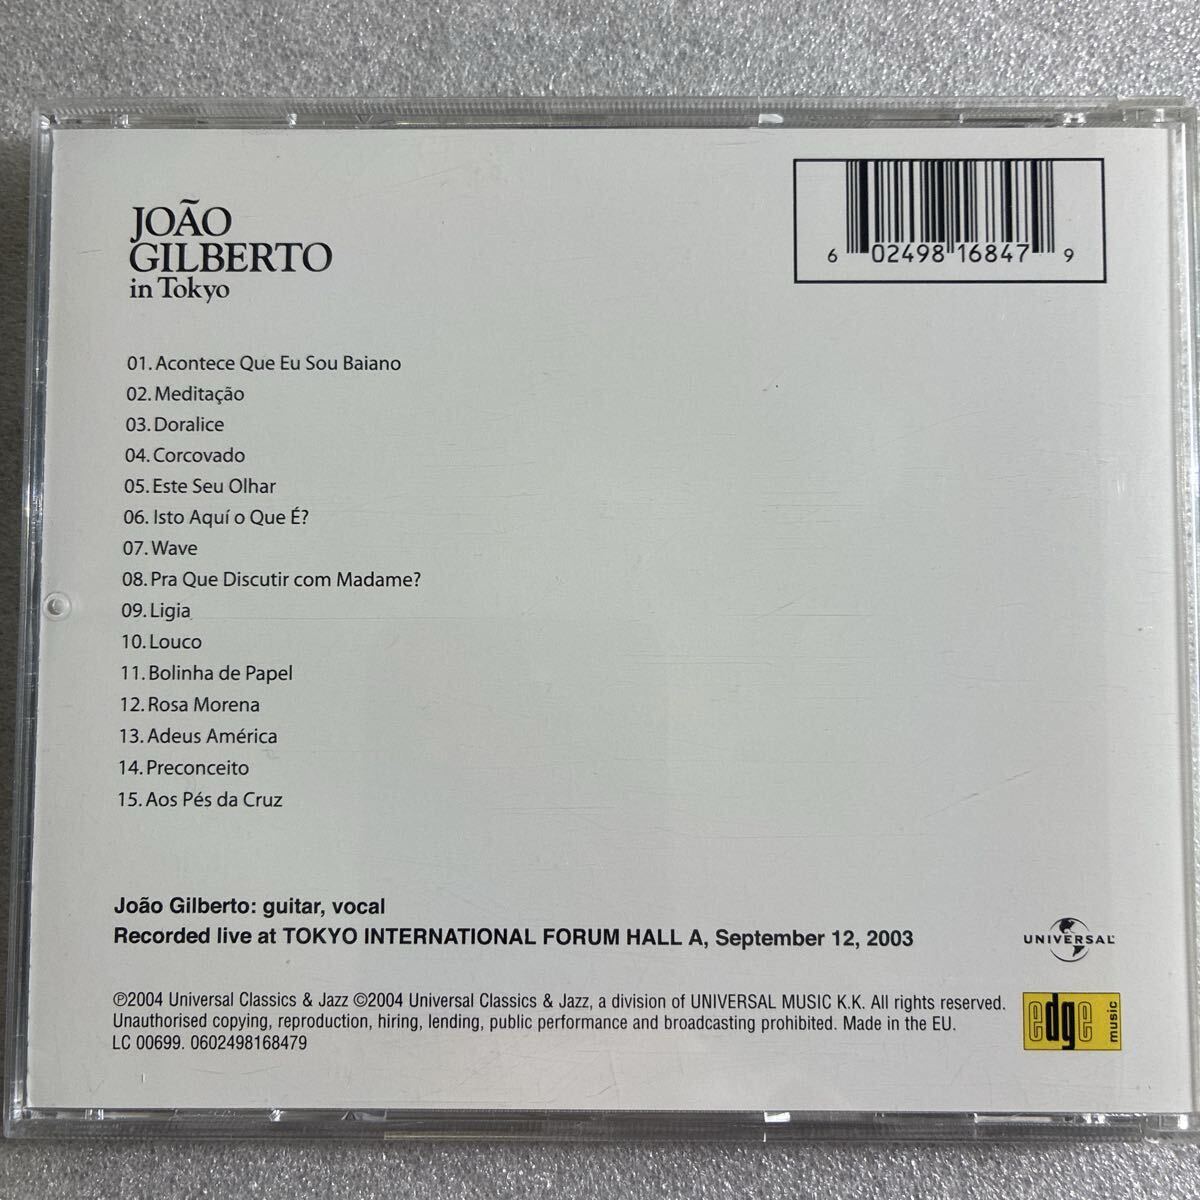 JOÃO
GILBERTO
in Tokyo
6 02498 16847 9
01. Acontece Que Eu Sou Baiano
02. Meditação
03. Doralice
04. Corcovado
05. Este Seu Olhar
06. Isto Aquí o Que É?
07. Wave
08. Pra Que Discutir com Madame?
09. Ligia
10. Louco
11. Bolinha de Papel
12. Rosa Morena
13. Adeus América
14. Preconceito
15. Aos Pés da Cruz
João Gilberto: guitar, vocal
Recorded live at TOKYO INTERNATIONAL FORUM HALL A, September 12, 2003
UNIVERSAL
℗2004 Universal Classics & Jazz ©2004 Universal Classics & Jazz, a division of UNIVERSAL MUSIC K.K. All rights reserved.
Unauthorised copying, reproduction, hiring, lending, public performance and broadcasting prohibited. Made in the EU.
LC 00699. 0602498168479
edge music